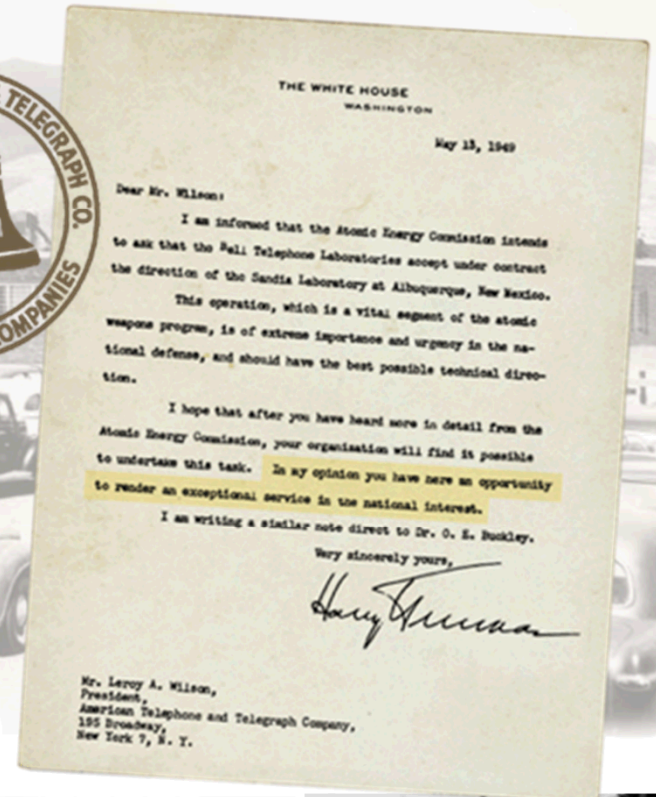 TELEGRAPH CO.
COMPANIES
THE WHITE HOUSE
WASHINGTON
May 13, 1949
Dear Mr. Wilson:
I am informed that the Atomic Energy Commission intends
to ask that the Bell Telephone Laboratories accept under contract
the direction of the Sandia Laboratory at Albuquerque, New Mexico.
This operation, which is a vital segment of the atomic
weapons program, is of extreme importance and urgency in the na-
tional defense, and should have the best possible technical direc-
tion.
I hope that after you have heard more in detail from the
Atomic Energy Commission, your organization will find it possible
to undertake this task. In my opinion you have here an opportunity
to render an exceptional service in the national interest.
I am writing a similar note direct to Dr. O. E. Buckley.
Very sincerely yours,
Harry Truman
Mr. Leroy A. Wilson,
President,
American Telephone and Telegraph Company,
195 Broadway,
New York 7, N. Y.